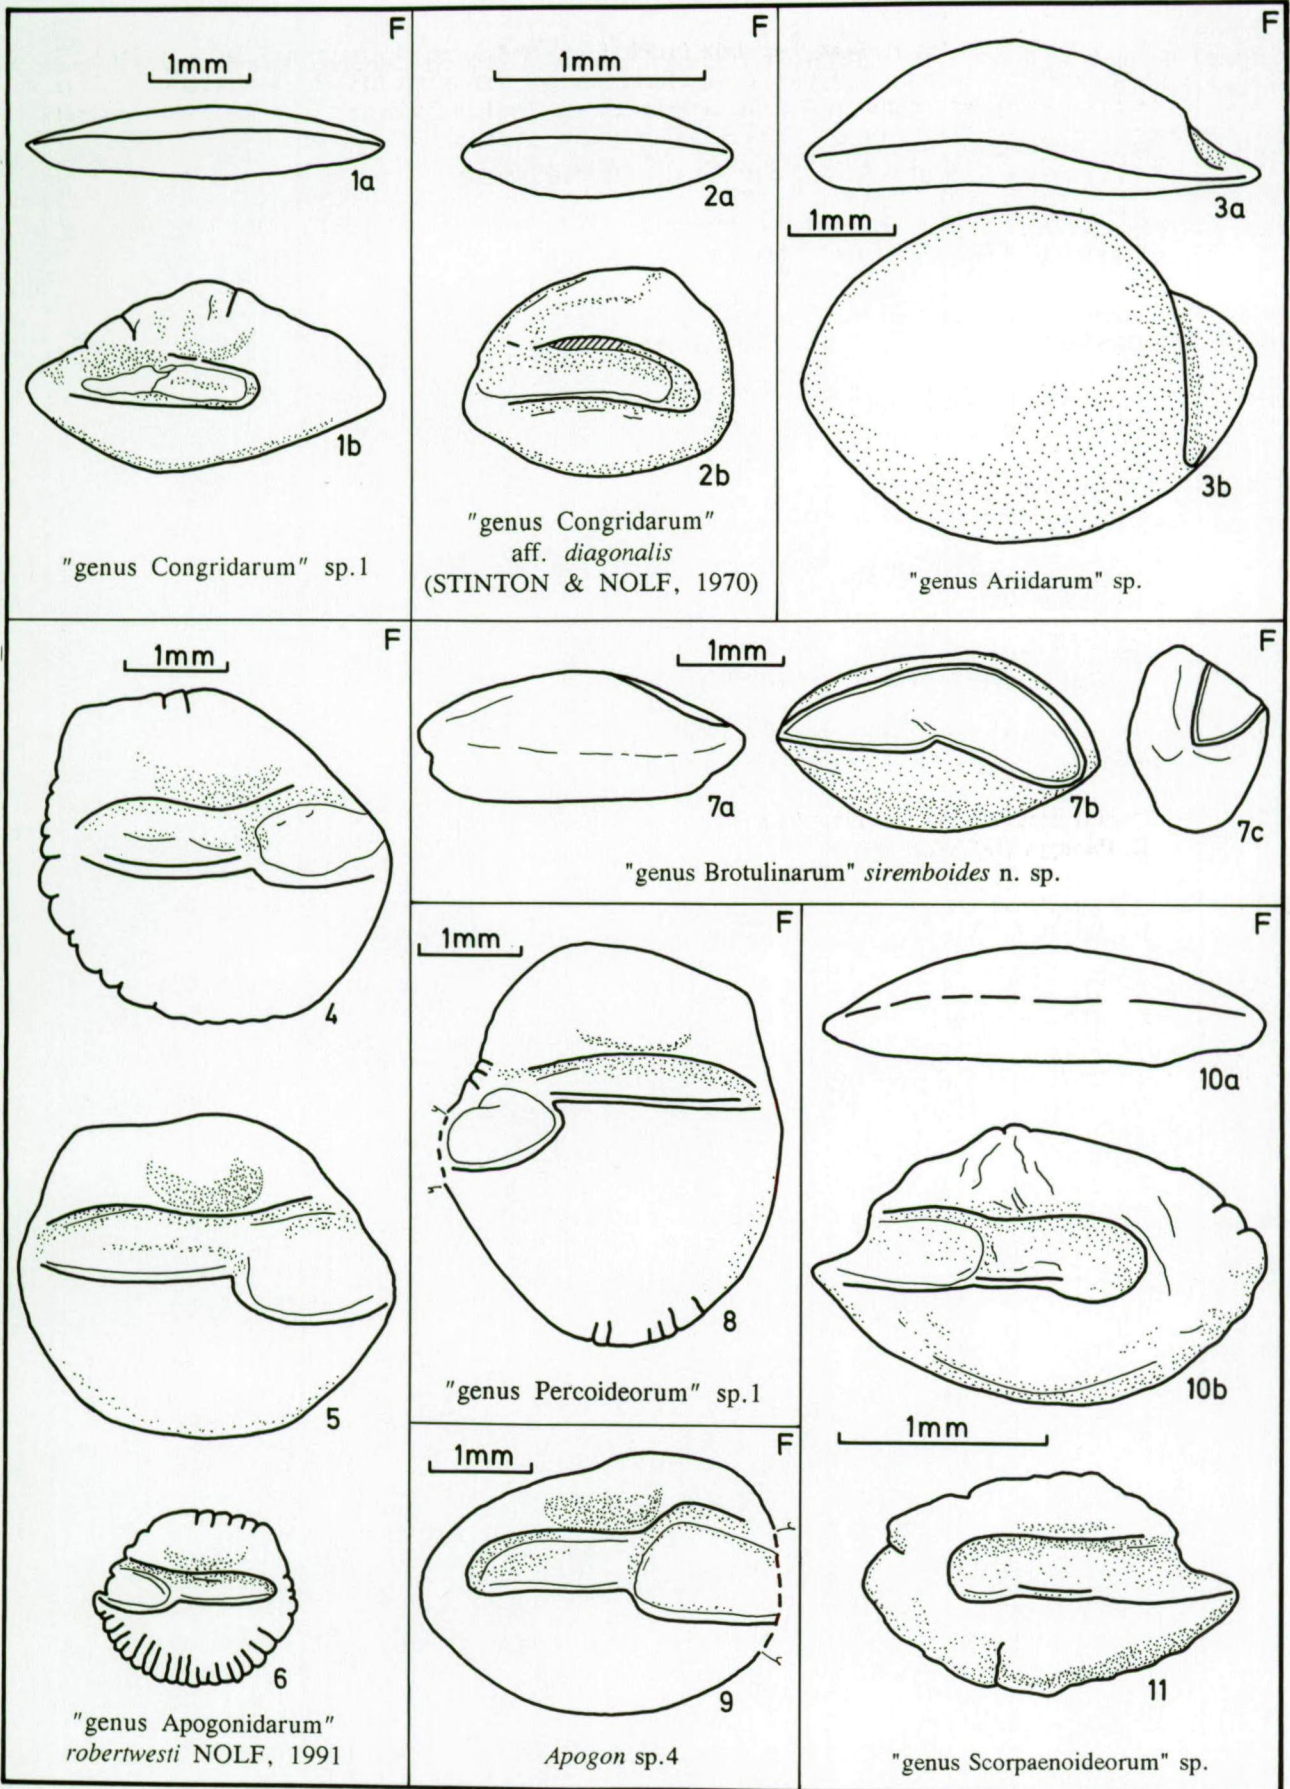 F
1mm
1a
1b
"genus Congridarum" sp.1
F
1mm
2a
2b
"genus Congridarum"
aff. diagonalis
(STINTON & NOLF, 1970)
F
3a
1mm
3b
"genus Ariidarum" sp.
F
1mm
4
5
6
"genus Apogonidarum"
robertwesti NOLF, 1991
F
1mm
7a
7b
7c
"genus Brotulinarum" siremboides n. sp.
F
1mm
8
"genus Percoideorum" sp.1
F
1mm
9
Apogon sp.4
F
10a
10b
1mm
11
"genus Scorpaenoideorum" sp.